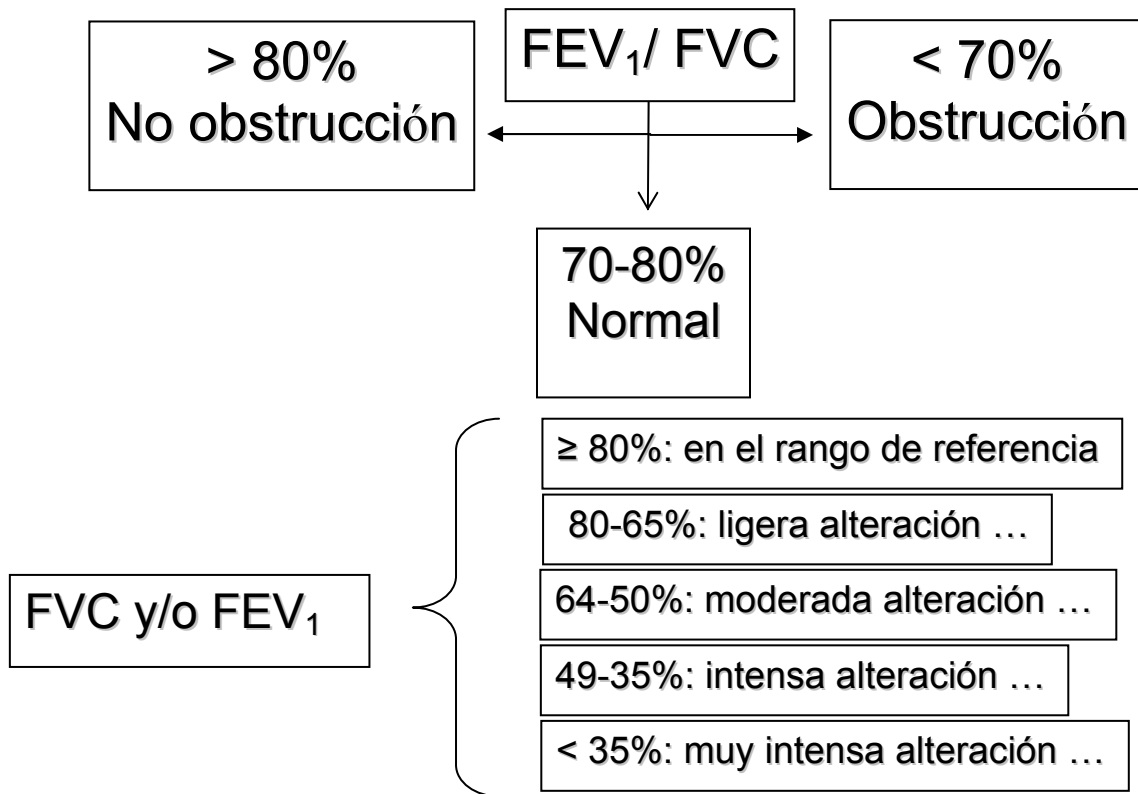 FEV₁/ FVC
> 80%
No obstrucción
< 70%
Obstrucción
70-80%
Normal
FVC y/o FEV₁
≥ 80%: en el rango de referencia
80-65%: ligera alteración …
64-50%: moderada alteración …
49-35%: intensa alteración …
< 35%: muy intensa alteración …